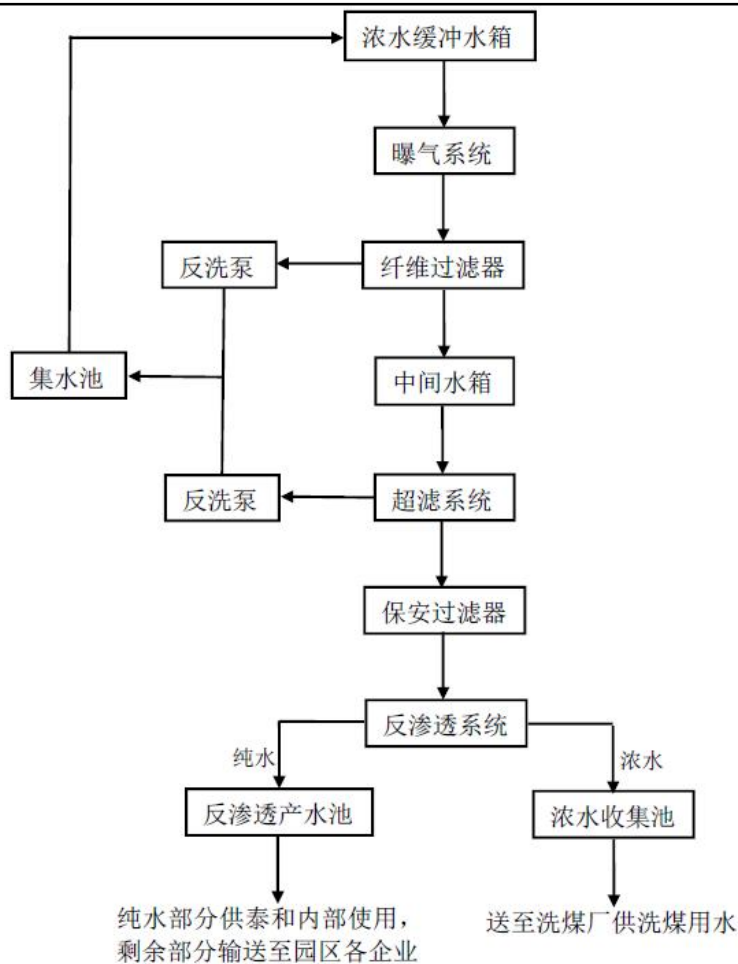 浓水缓冲水箱
曝气系统
反洗泵
纤维过滤器
集水池
中间水箱
反洗泵
超滤系统
保安过滤器
反渗透系统
纯水
浓水
反渗透产水池
浓水收集池
纯水部分供泰和内部使用，
剩余部分输送至园区各企业
送至洗煤厂供洗煤用水